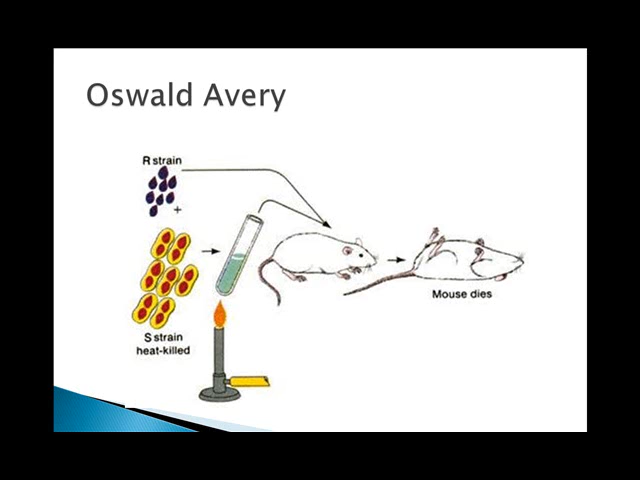 Oswald Avery
R strain
+
S strain
heat-killed
Mouse dies